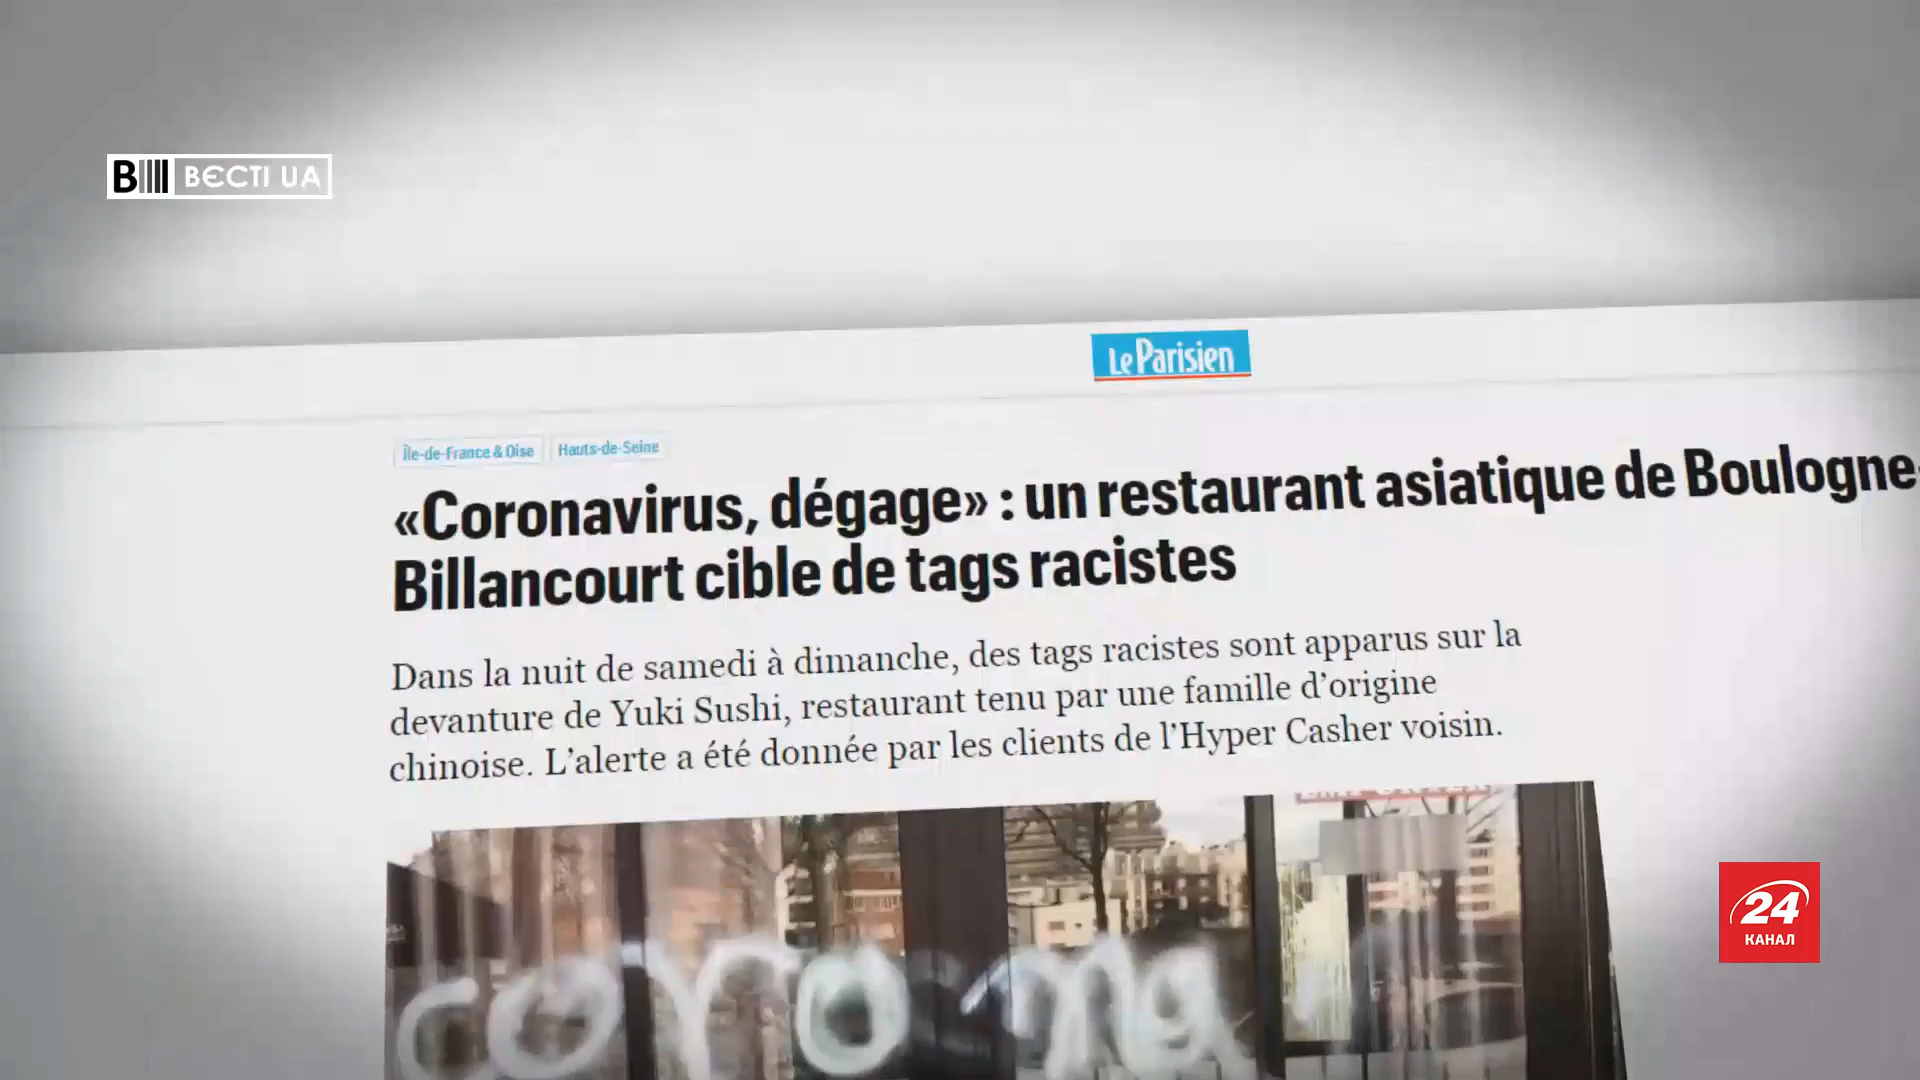 B ВЄСТІ UA
Le Parisien
Île-de-France & Oise Hauts-de-Seine
«Coronavirus, dégage» : un restaurant asiatique de Boulogne-
Billancourt cible de tags racistes
Dans la nuit de samedi à dimanche, des tags racistes sont apparus sur la
devanture de Yuki Sushi, restaurant tenu par une famille d’origine
chinoise. L’alerte a été donnée par les clients de l’Hyper Casher voisin.
corona
24
КАНАЛ